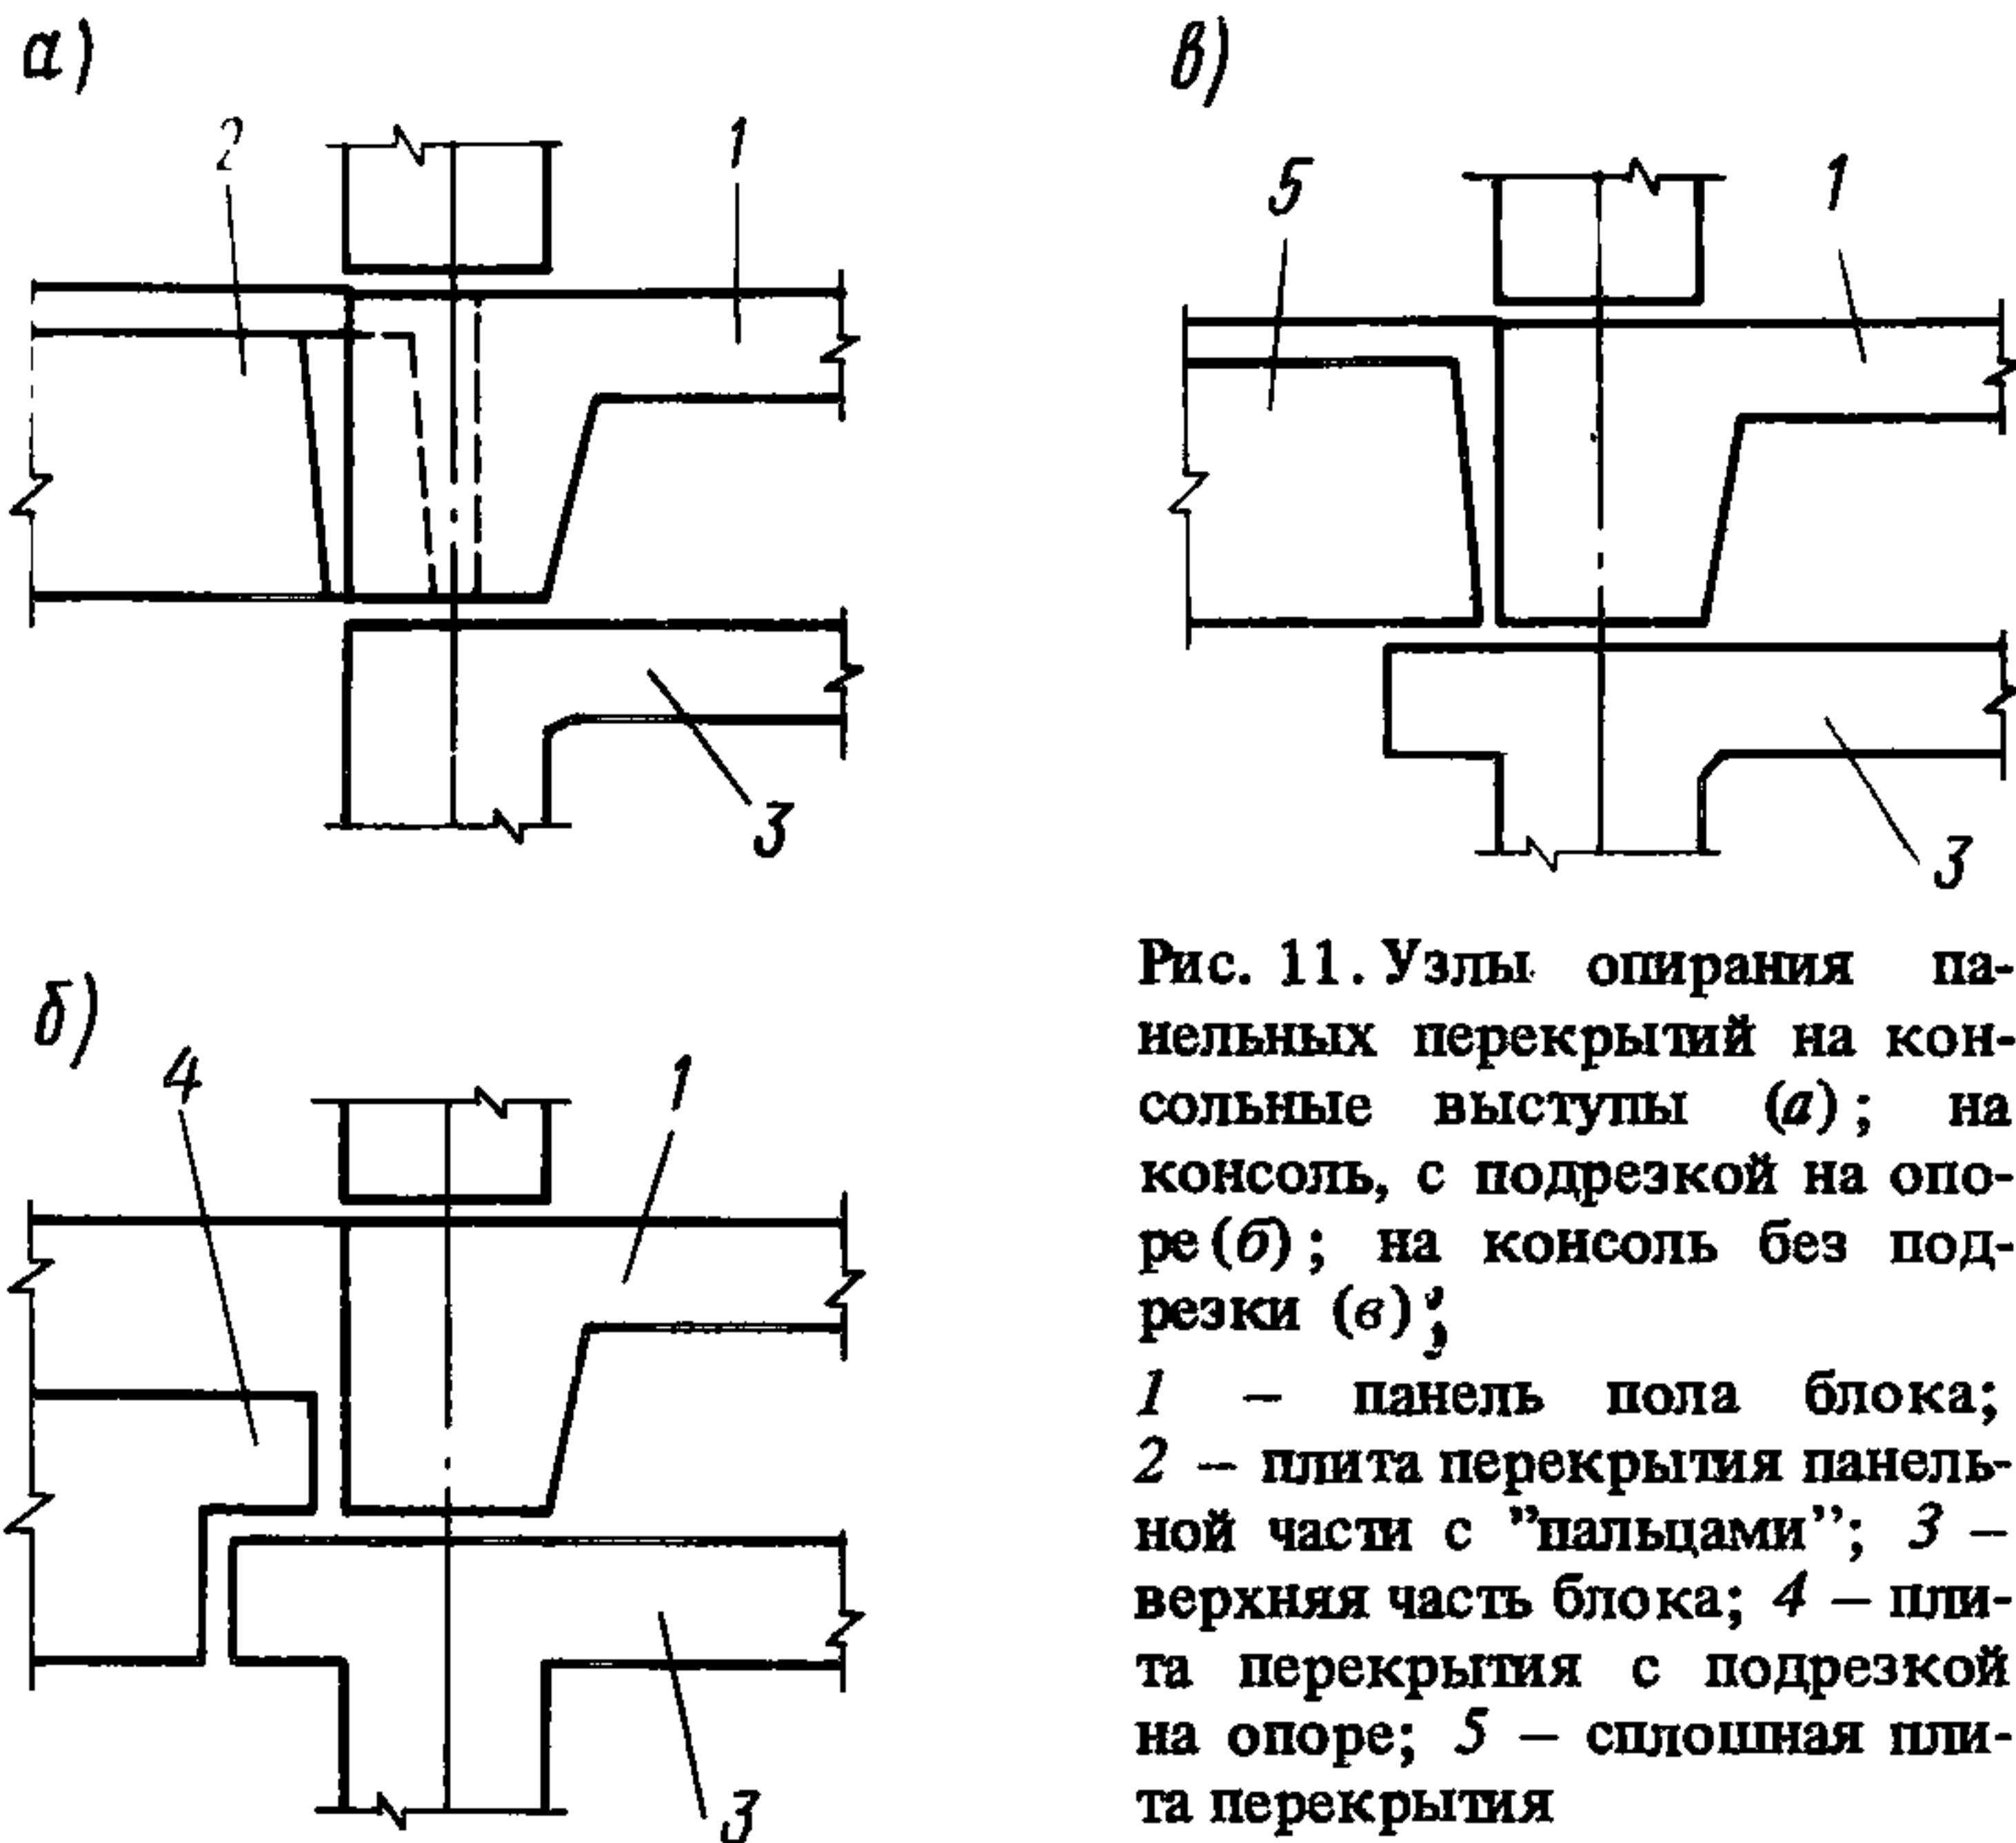 а)
2
1
3
б)
4
1
3
в)
5
1
3
Рис. 11. Узлы опирания па-
нельных перекрытий на кон-
сольные выступы (а); на
консоль, с подрезкой на опо-
ре (б); на консоль без под-
резки (в);
1 – панель пола блока;
2 – плита перекрытия панель-
ной части с "пальцами"; 3 –
верхняя часть блока; 4 – пли-
та перекрытия с подрезкой
на опоре; 5 – сплошная пли-
та перекрытия